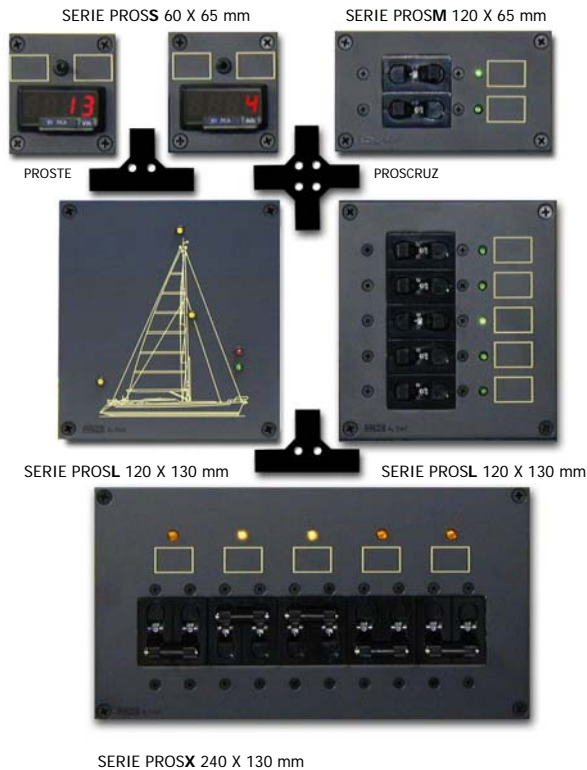 SERIE PROSS 60 X 65 mm
SERIE PROSM 120 X 65 mm
13
4
PROSTE
PROSCRUZ
SERIE PROSL 120 X 130 mm
SERIE PROSL 120 X 130 mm
SERIE PROSX 240 X 130 mm